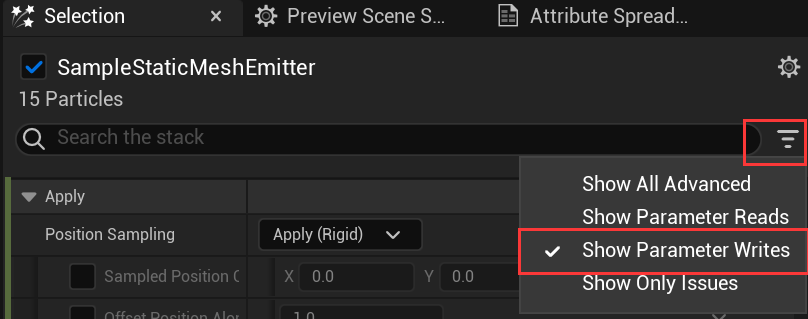 Selection
Preview Scene S...
Attribute Spread...
SampleStaticMeshEmitter
15 Particles
Search the stack
Show All Advanced
Show Parameter Reads
Show Parameter Writes
Show Only Issues
Apply
Position Sampling Apply (Rigid)
Sampled Position X 0.0 Y 0.0
Offset Position Alon 1.0